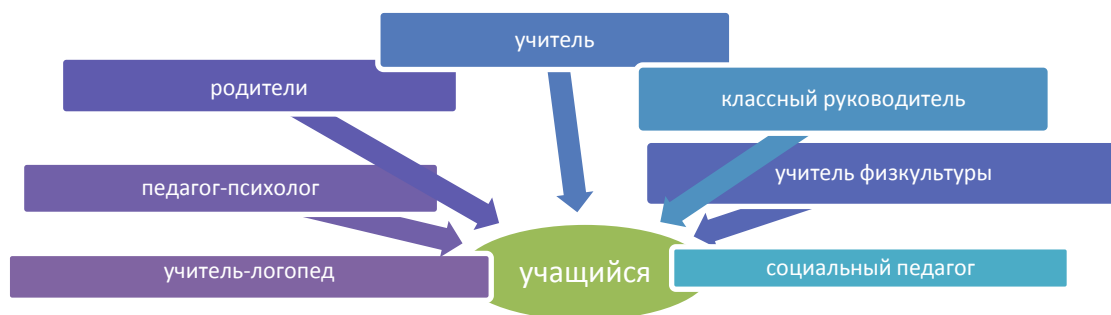 учитель
родители
классный руководитель
педагог-психолог
учитель физкультуры
учитель-логопед
учащийся
социальный педагог